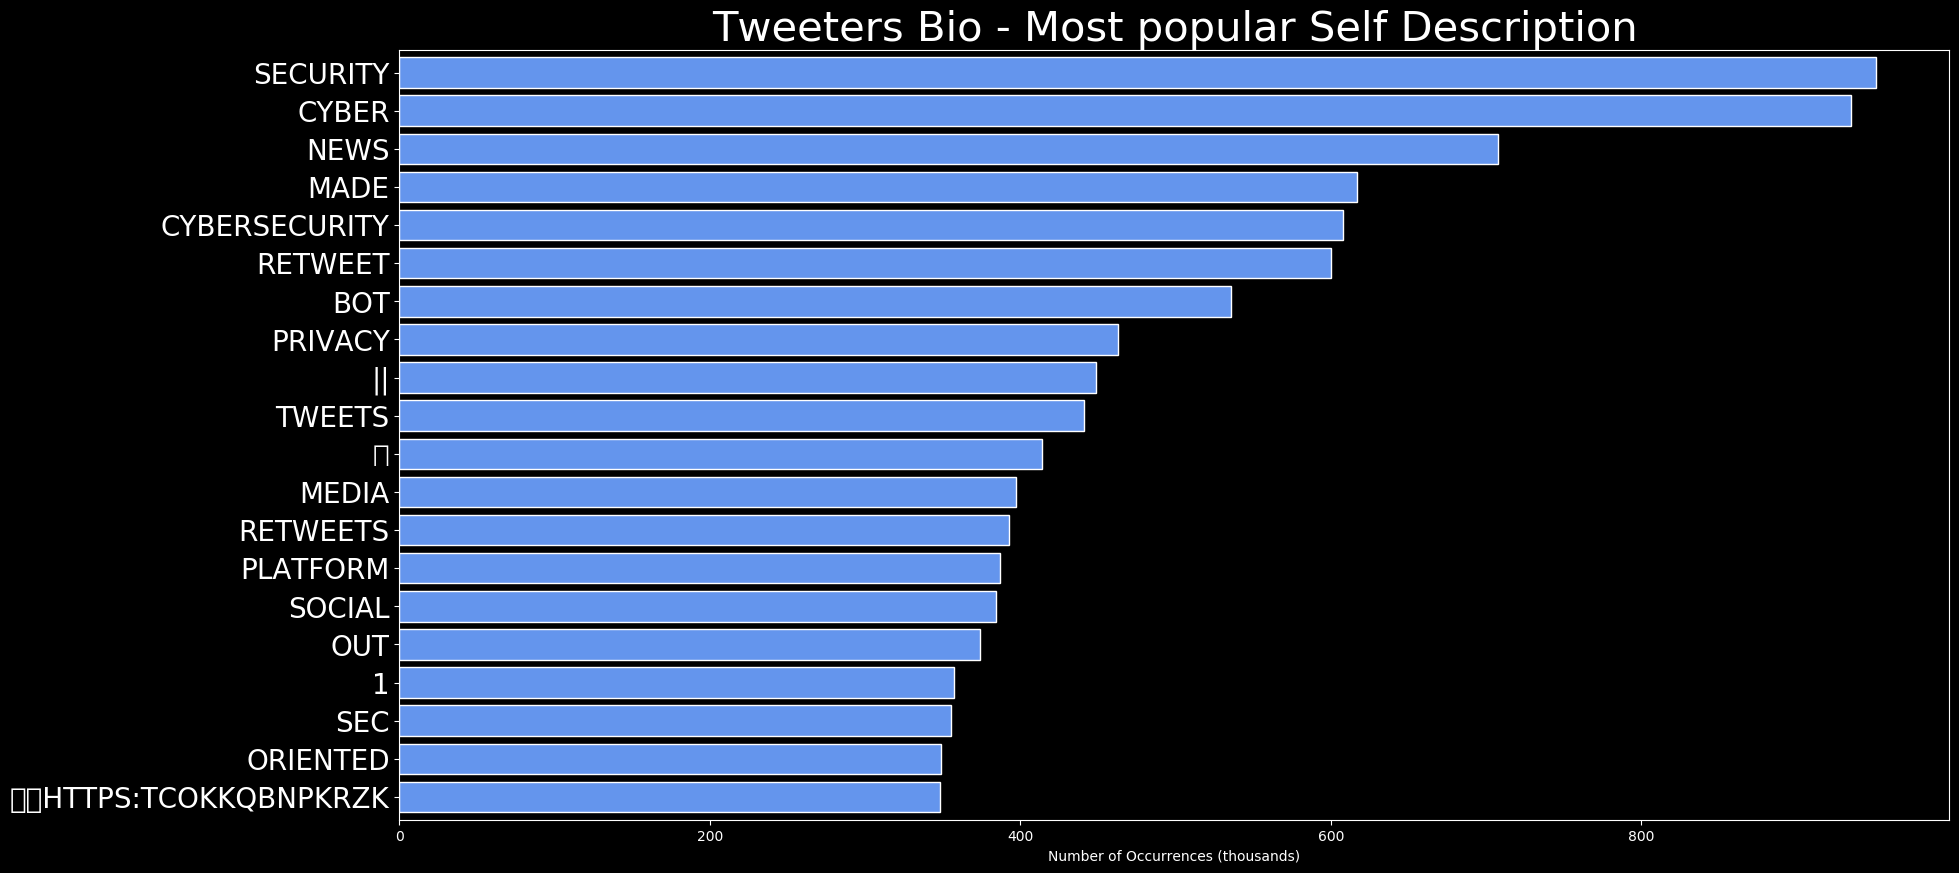 Tweeters Bio - Most popular Self Description
SECURITY
CYBER
NEWS
MADE
CYBERSECURITY
RETWEET
BOT
PRIVACY
||
TWEETS
▯
MEDIA
RETWEETS
PLATFORM
SOCIAL
OUT
1
SEC
ORIENTED
▯▯HTTPS:TCOKKQBNPKRZK
0 200 400 600 800
Number of Occurrences (thousands)